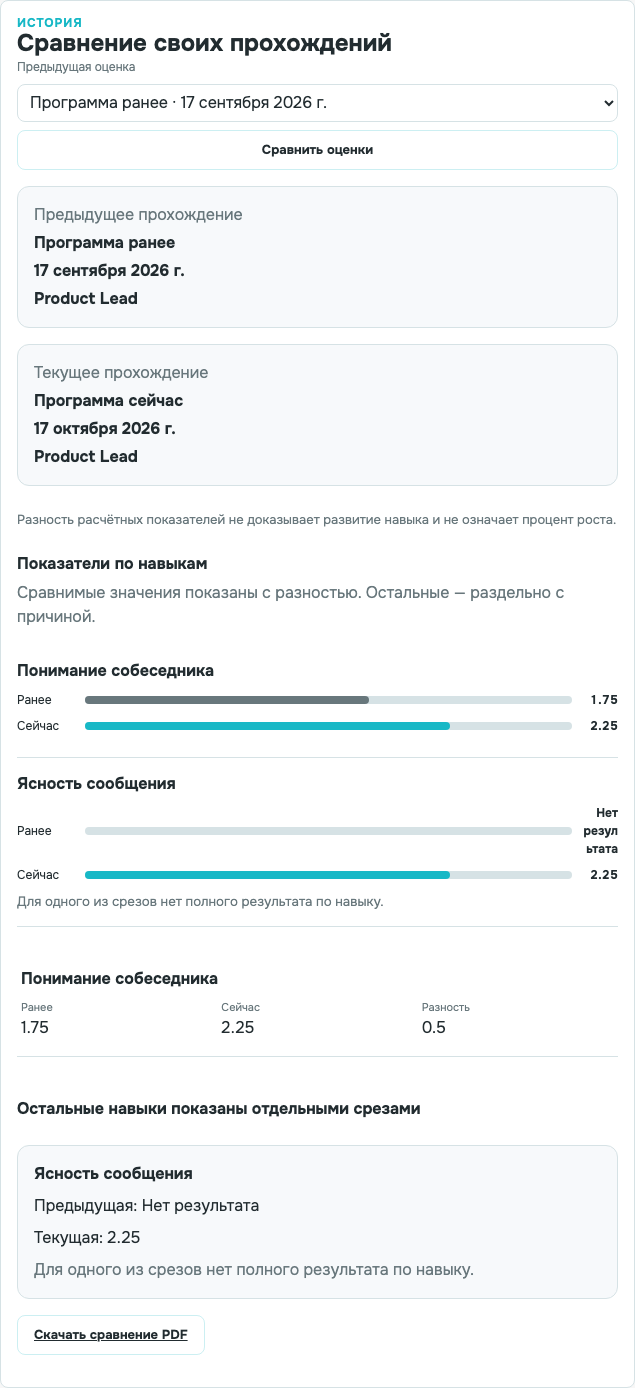 ИСТОРИЯ
Сравнение своих прохождений
Предыдущая оценка
Программа ранее · 17 сентября 2026 г.
Сравнить оценки
Предыдущее прохождение
Программа ранее
17 сентября 2026 г.
Product Lead
Текущее прохождение
Программа сейчас
17 октября 2026 г.
Product Lead
Разность расчётных показателей не доказывает развитие навыка и не означает процент роста.
Показатели по навыкам
Сравнимые значения показаны с разностью. Остальные — раздельно с
причиной.
Понимание собеседника
Ранее 1.75
Сейчас 2.25
Ясность сообщения
Ранее
Нет
резул
ьтата
Сейчас 2.25
Для одного из срезов нет полного результата по навыку.
Понимание собеседника
Ранее Сейчас Разность
1.75 2.25 0.5
Остальные навыки показаны отдельными срезами
Ясность сообщения
Предыдущая: Нет результата
Текущая: 2.25
Для одного из срезов нет полного результата по навыку.
Скачать сравнение PDF